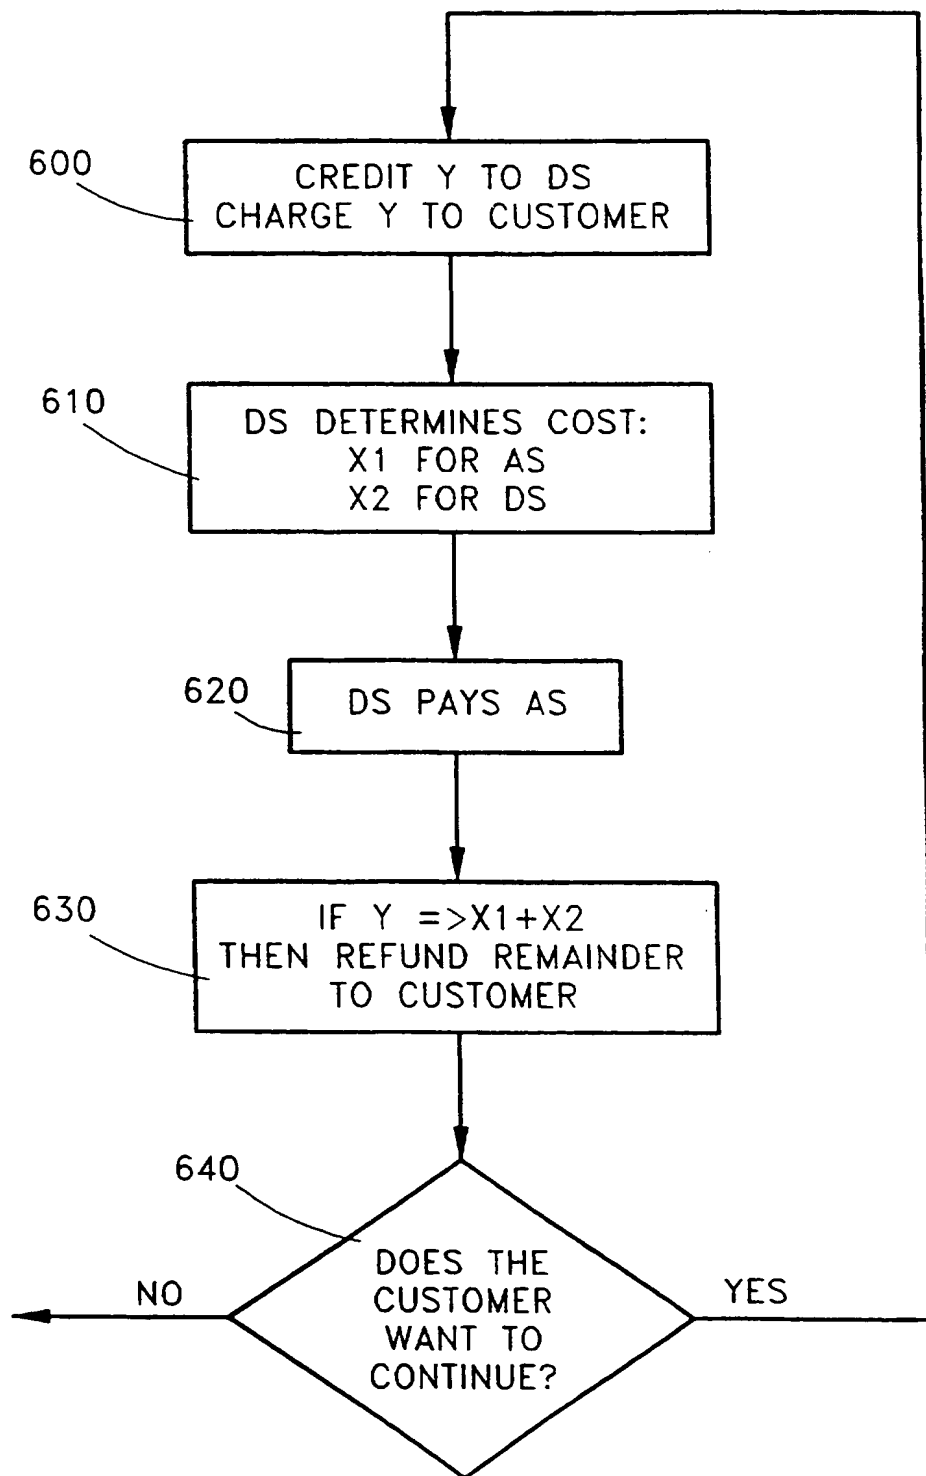 600
CREDIT Y TO DS
CHARGE Y TO CUSTOMER
610
DS DETERMINES COST:
X1 FOR AS
X2 FOR DS
620
DS PAYS AS
630
IF Y =>X1+X2
THEN REFUND REMAINDER
TO CUSTOMER
640
DOES THE
CUSTOMER
WANT TO
CONTINUE?
NO
YES